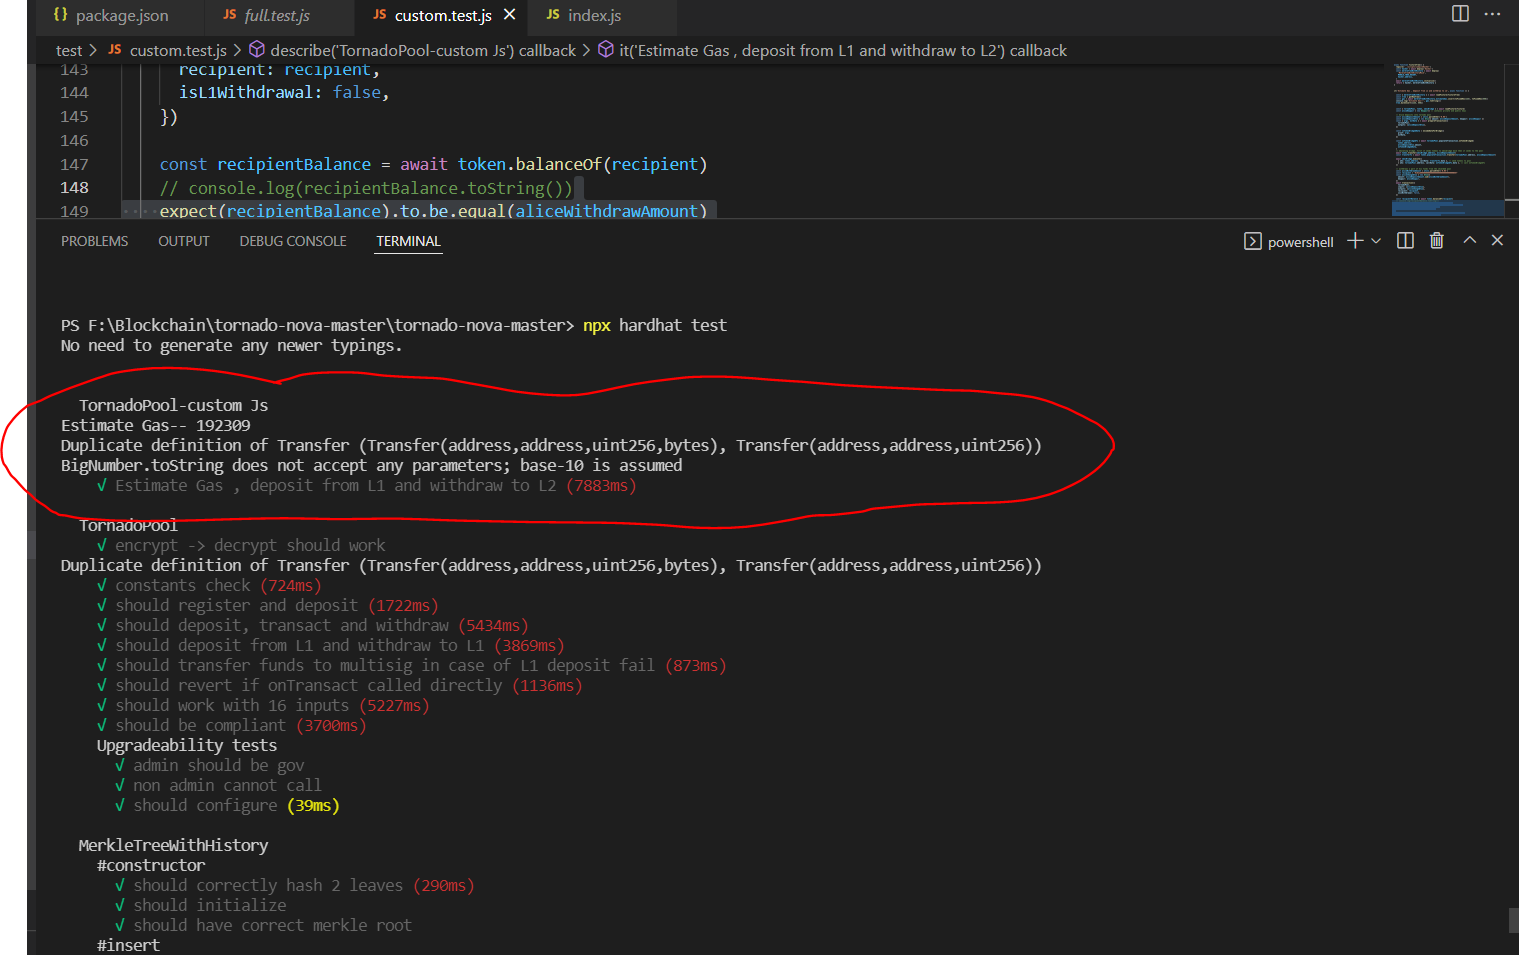 package.json full.test.js custom.test.js index.js
test > JS custom.test.js > describe('TornadoPool-custom Js') callback > it('Estimate Gas , deposit from L1 and withdraw to L2') callback
143 recipient: recipient,
144 isL1Withdrawal: false,
145 })
146
147 const recipientBalance = await token.balanceOf(recipient)
148 // console.log(recipientBalance.toString())
149 expect(recipientBalance).to.be.equal(aliceWithdrawAmount)
PROBLEMS OUTPUT DEBUG CONSOLE TERMINAL powershell
PS F:\Blockchain\tornado-nova-master\tornado-nova-master> npx hardhat test
No need to generate any newer typings.
TornadoPool-custom Js
Estimate Gas-- 192309
Duplicate definition of Transfer (Transfer(address,address,uint256,bytes), Transfer(address,address,uint256))
BigNumber.toString does not accept any parameters; base-10 is assumed
√ Estimate Gas , deposit from L1 and withdraw to L2 (7883ms)
TornadoPool
√ encrypt -> decrypt should work
Duplicate definition of Transfer (Transfer(address,address,uint256,bytes), Transfer(address,address,uint256))
√ constants check (724ms)
√ should register and deposit (1722ms)
√ should deposit, transact and withdraw (5434ms)
√ should deposit from L1 and withdraw to L1 (3869ms)
√ should transfer funds to multisig in case of L1 deposit fail (873ms)
√ should revert if onTransact called directly (1136ms)
√ should work with 16 inputs (5227ms)
√ should be compliant (3700ms)
Upgradeability tests
√ admin should be gov
√ non admin cannot call
√ should configure (39ms)
MerkleTreeWithHistory
#constructor
√ should correctly hash 2 leaves (290ms)
√ should initialize
√ should have correct merkle root
#insert